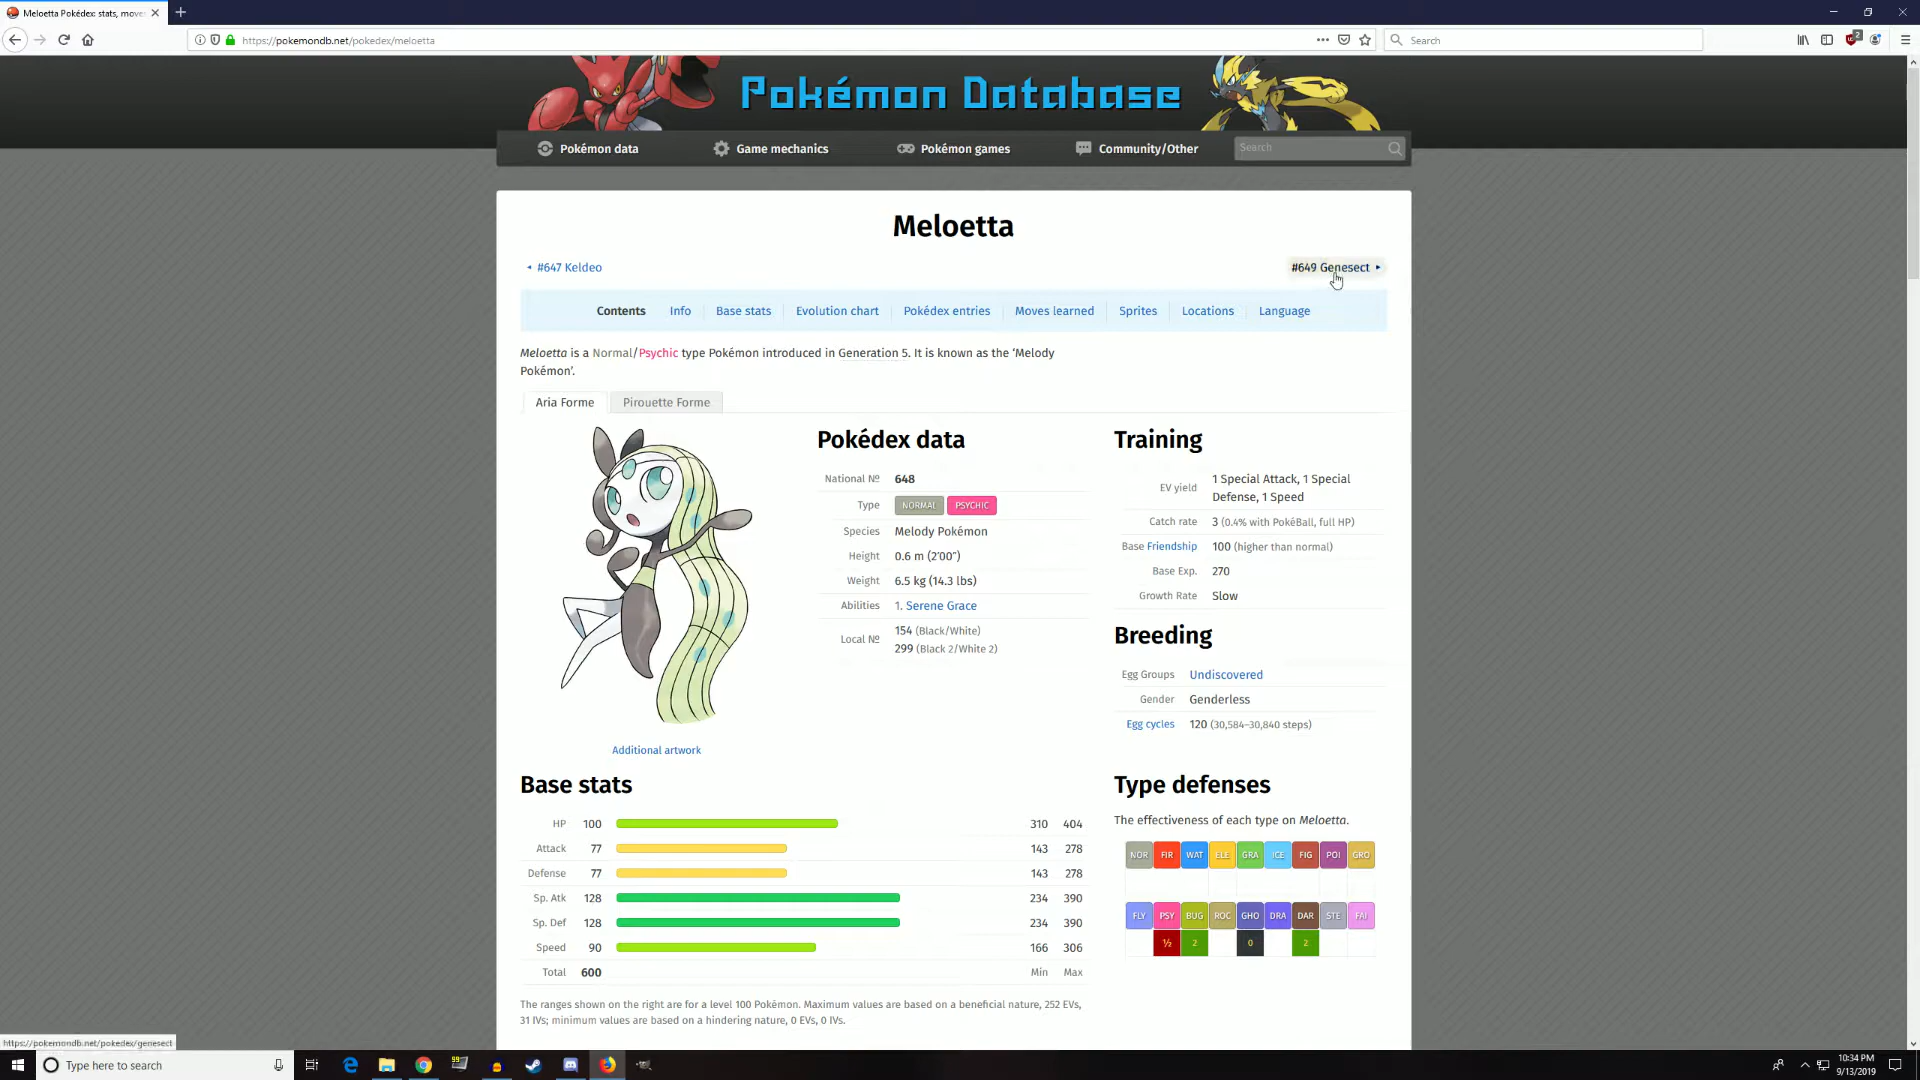 Meloetta Pokédex: stats, moves
https://pokemondb.net/pokedex/meloetta
Search
2
Pokémon Database
Pokémon data
Game mechanics
Pokémon games
Community/Other
Search
Meloetta
#647 Keldeo
#649 Genesect
Contents Info Base stats Evolution chart Pokédex entries Moves learned Sprites Locations Language
Meloetta is a Normal/Psychic type Pokémon introduced in Generation 5. It is known as the ‘Melody
Pokémon’.
Aria Forme Pirouette Forme
Additional artwork
Pokédex data
National № 648
Type NORMAL PSYCHIC
Species Melody Pokémon
Height 0.6 m (2′00″)
Weight 6.5 kg (14.3 lbs)
Abilities 1. Serene Grace
Local № 154 (Black/White)
299 (Black 2/White 2)
Training
EV yield 1 Special Attack, 1 Special
Defense, 1 Speed
Catch rate 3 (0.4% with PokéBall, full HP)
Base Friendship 100 (higher than normal)
Base Exp. 270
Growth Rate Slow
Breeding
Egg Groups Undiscovered
Gender Genderless
Egg cycles 120 (30,584–30,840 steps)
Base stats
HP 100 310 404
Attack 77 143 278
Defense 77 143 278
Sp. Atk 128 234 390
Sp. Def 128 234 390
Speed 90 166 306
Total 600 Min Max
The ranges shown on the right are for a level 100 Pokémon. Maximum values are based on a beneficial nature, 252 EVs,
31 IVs; minimum values are based on a hindering nature, 0 EVs, 0 IVs.
Type defenses
The effectiveness of each type on Meloetta.
NOR FIR WAT ELE GRA ICE FIG POI GRO
FLY PSY BUG ROC GHO DRA DAR STE FAI
½ 2 0 2
https://pokemondb.net/pokedex/genesect
Type here to search
99
10:34 PM
9/13/2019